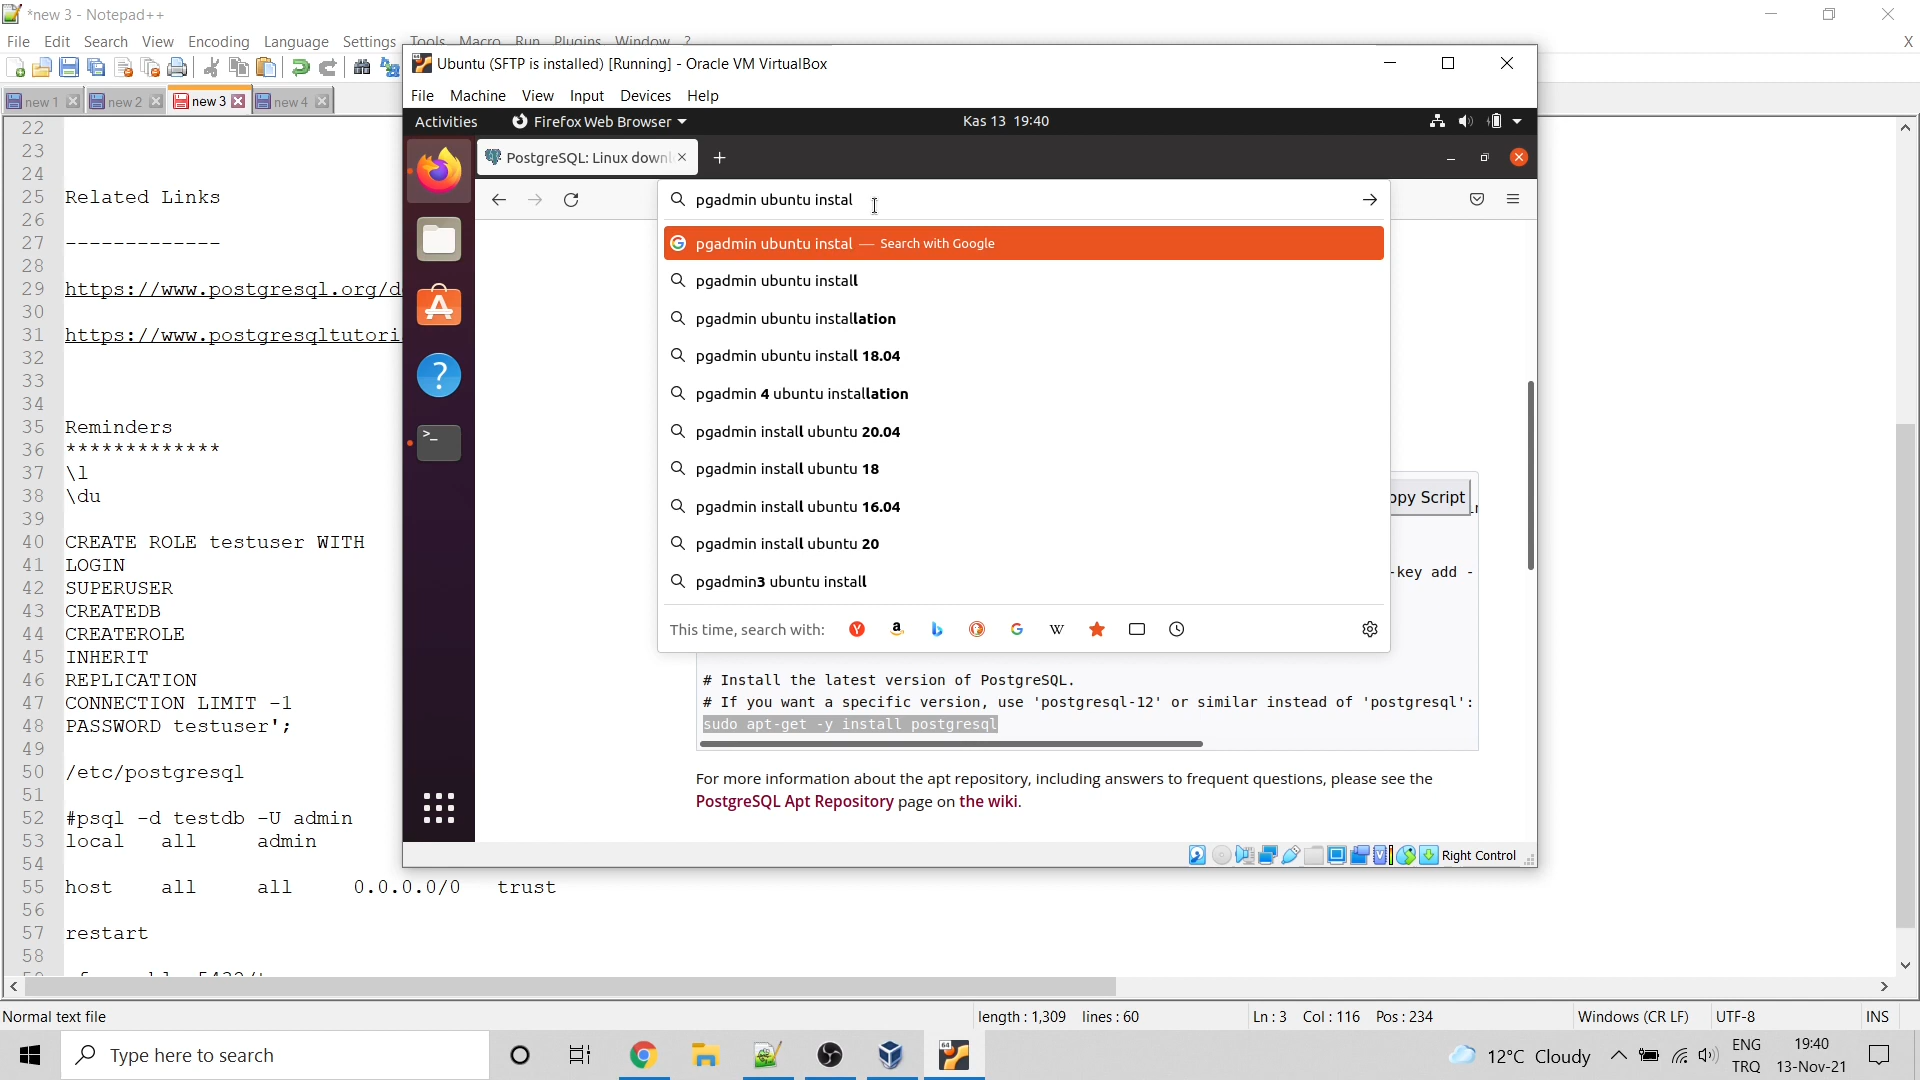 *new 3 - Notepad++
File Edit Search View Encoding Language Settings Tools Macro Run Plugins Window ?
X
new 1 new 2 new 3 new 4
22
23
24
25 Related Links
26
27 -------------
28
29 https://www.postgresql.org/d
30
31 https://www.postgresqltutori
32
33
34
35 Reminders
36 *************
37 \l
38 \du
39
40 CREATE ROLE testuser WITH
41 LOGIN
42 SUPERUSER
43 CREATEDB
44 CREATEROLE
45 INHERIT
46 REPLICATION
47 CONNECTION LIMIT -1
48 PASSWORD testuser';
49
50 /etc/postgresql
51
52 #psql -d testdb -U admin
53 local all admin
54
55 host all all 0.0.0.0/0 trust
56
57 restart
58
Ubuntu (SFTP is installed) [Running] - Oracle VM VirtualBox
File Machine View Input Devices Help
Activities Firefox Web Browser Kas 13 19:40
PostgreSQL: Linux downl
pgadmin ubuntu instal
pgadmin ubuntu instal — Search with Google
pgadmin ubuntu install
pgadmin ubuntu installation
pgadmin ubuntu install 18.04
pgadmin 4 ubuntu installation
pgadmin install ubuntu 20.04
pgadmin install ubuntu 18
pgadmin install ubuntu 16.04
pgadmin install ubuntu 20
pgadmin3 ubuntu install
This time, search with:
opy Script
-key add -
# Install the latest version of PostgreSQL.
# If you want a specific version, use 'postgresql-12' or similar instead of 'postgresql':
sudo apt-get -y install postgresql
For more information about the apt repository, including answers to frequent questions, please see the
PostgreSQL Apt Repository page on the wiki.
Right Control
Normal text file length : 1,309 lines : 60 Ln : 3 Col : 116 Pos : 234 Windows (CR LF) UTF-8 INS
Type here to search
12°C Cloudy
ENG
TRQ
19:40
13-Nov-21